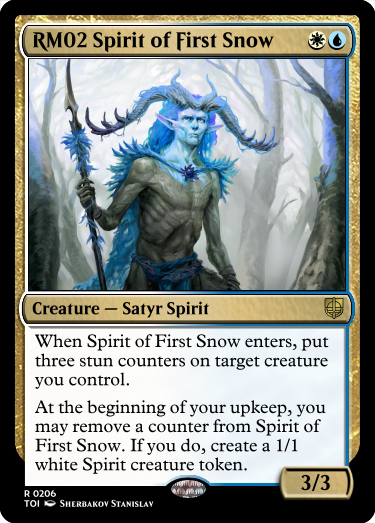 RM02 Spirit of First Snow
Creature — Satyr Spirit
When Spirit of First Snow enters, put
three stun counters on target creature
you control.
At the beginning of your upkeep, you
may remove a counter from Spirit of
First Snow. If you do, create a 1/1
white Spirit creature token.
3/3
R 0206
TOI Sherbakov Stanislav